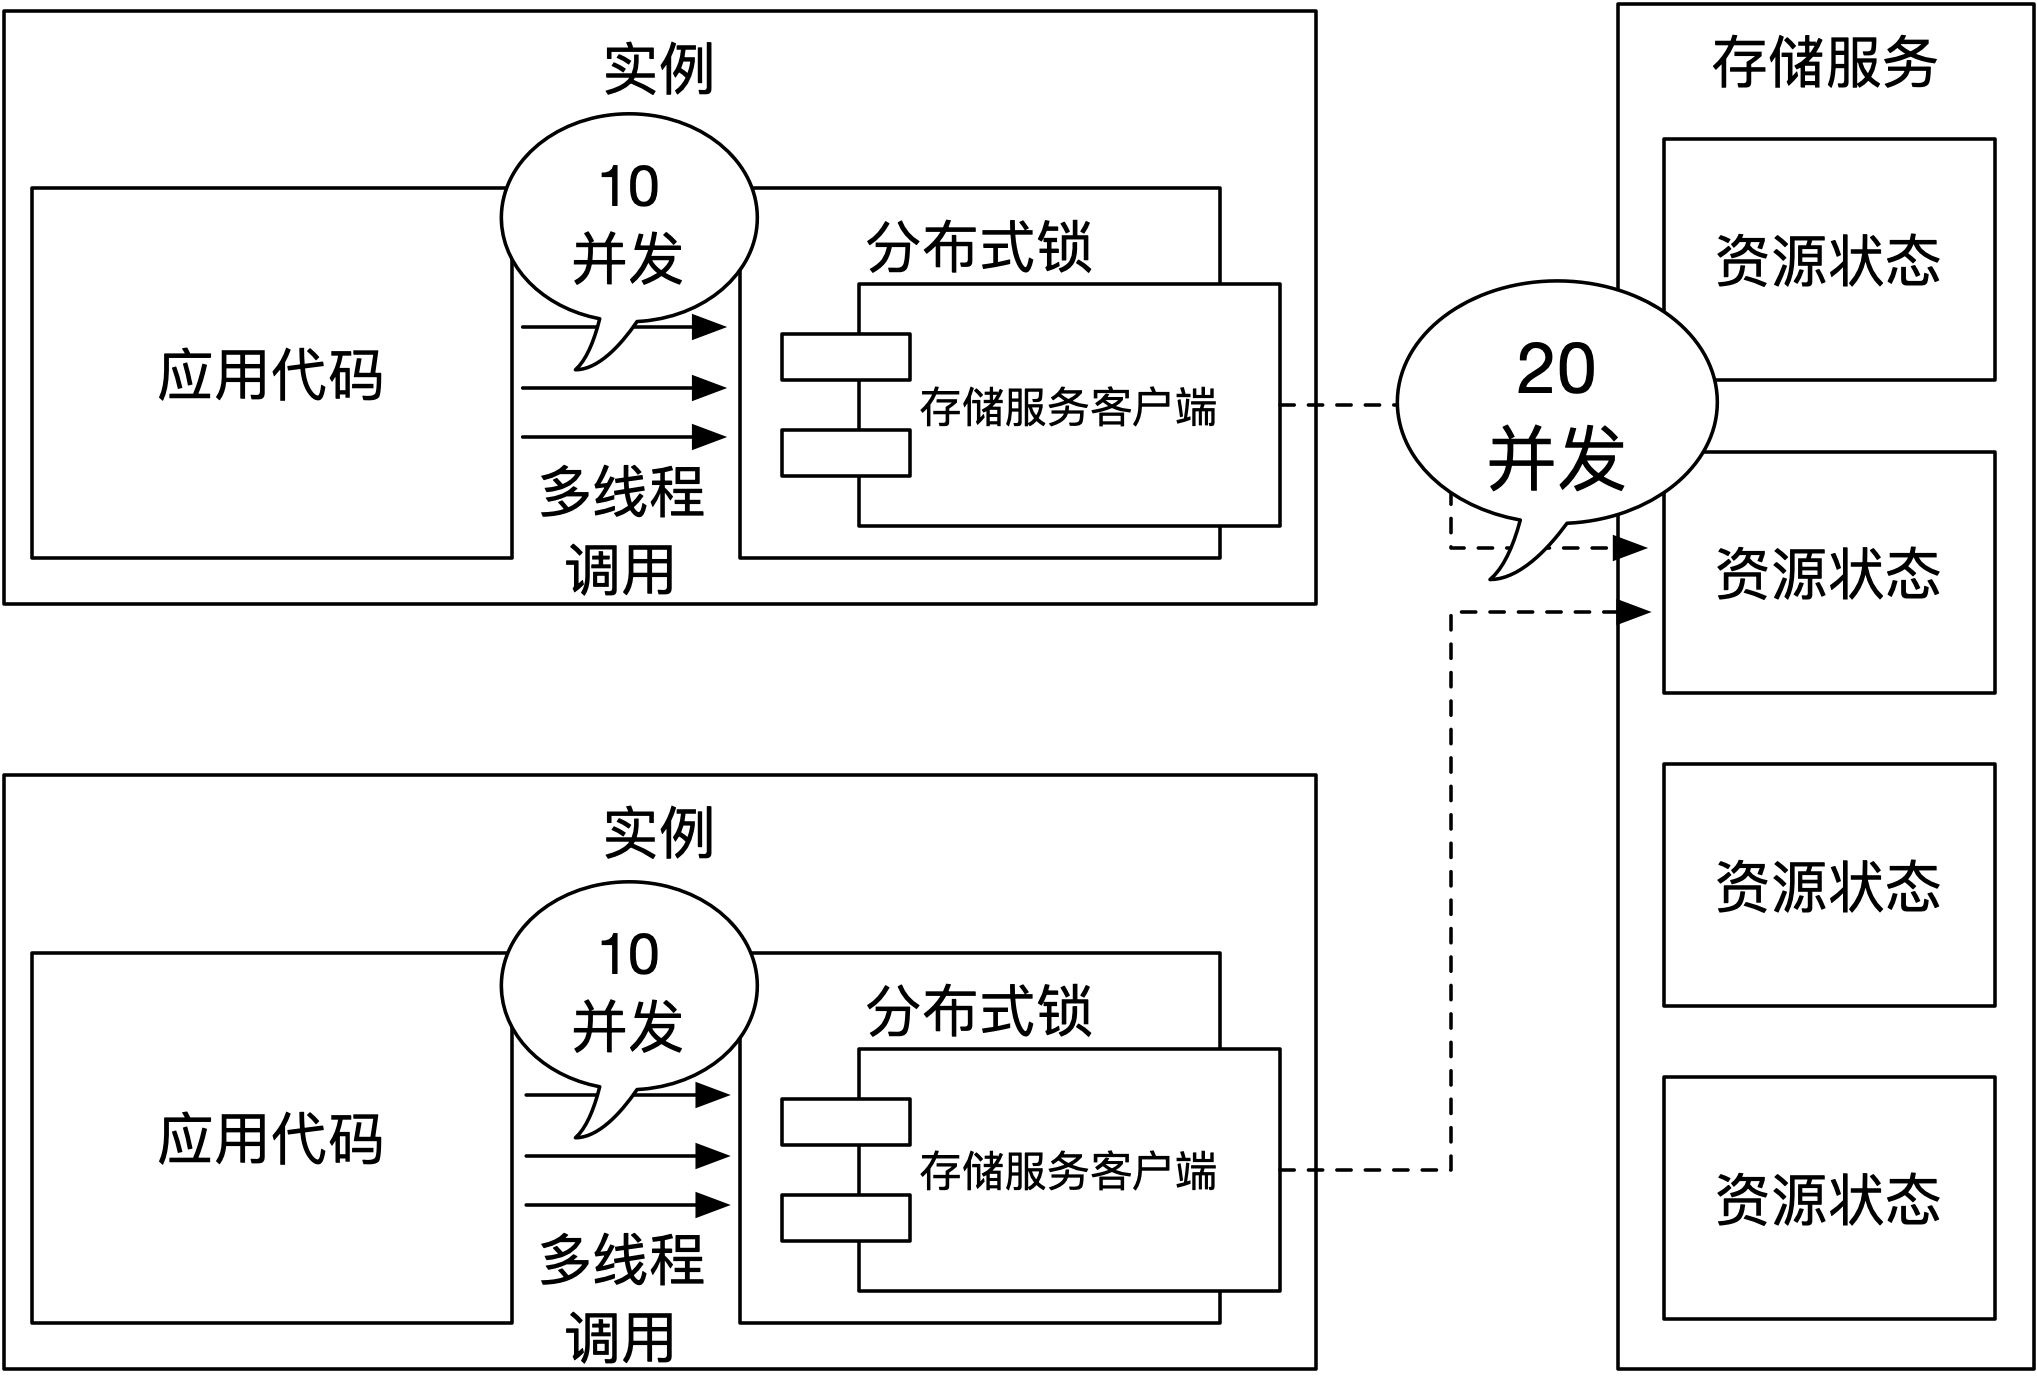 实例
10
并发
应用代码
多线程
调用
分布式锁
存储服务客户端
20
并发
存储服务
资源状态
资源状态
资源状态
资源状态
实例
10
并发
应用代码
多线程
调用
分布式锁
存储服务客户端